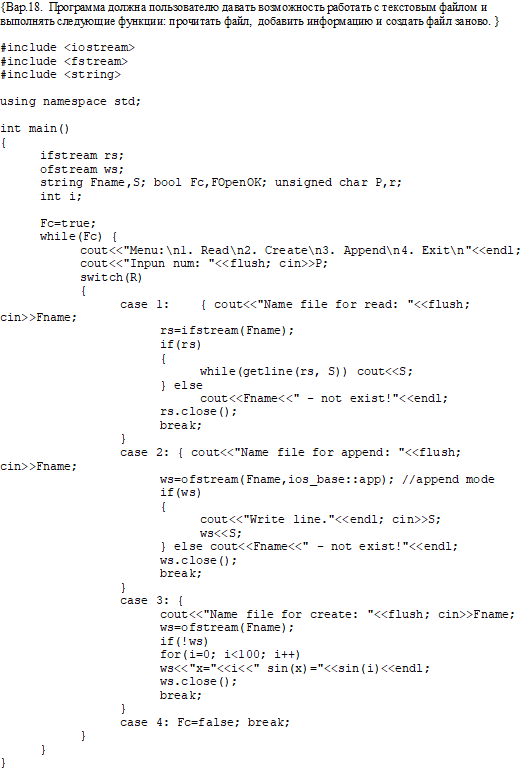 {Вар.18. Программа должна пользователю давать возможность работать с текстовым файлом и
выполнять следующие функции: прочитать файл, добавить информацию и создать файл заново. }
#include <iostream>
#include <fstream>
#include <string>
using namespace std;
int main()
{
ifstream rs;
ofstream ws;
string Fname,S; bool Fc,FOpenOK; unsigned char P,r;
int i;
Fc=true;
while(Fc) {
cout<<"Menu:\n1. Read\n2. Create\n3. Append\n4. Exit\n"<<endl;
cout<<"Inpun num: "<<flush; cin>>P;
switch(R)
{
case 1: { cout<<"Name file for read: "<<flush;
cin>>Fname;
rs=ifstream(Fname);
if(rs)
{
while(getline(rs, S)) cout<<S;
} else
cout<<Fname<<" - not exist!"<<endl;
rs.close();
break;
}
case 2: { cout<<"Name file for append: "<<flush;
cin>>Fname;
ws=ofstream(Fname,ios_base::app); //append mode
if(ws)
{
cout<<"Write line."<<endl; cin>>S;
ws<<S;
} else cout<<Fname<<" - not exist!"<<endl;
ws.close();
break;
}
case 3: {
cout<<"Name file for create: "<<flush; cin>>Fname;
ws=ofstream(Fname);
if(!ws)
for(i=0; i<100; i++)
ws<<"x="<<i<<" sin(x)="<<sin(i)<<endl;
ws.close();
break;
}
case 4: Fc=false; break;
}
}
}